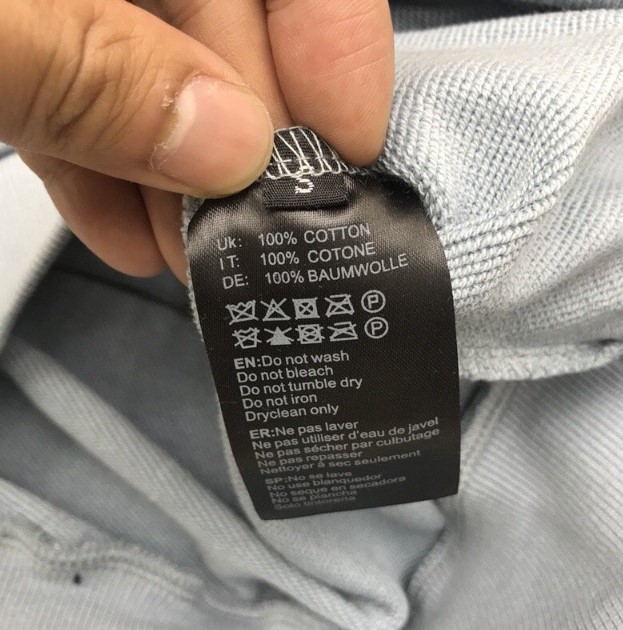 S
Uk: 100% COTTON
IT: 100% COTONE
DE: 100% BAUMWOLLE
P
P
EN:Do not wash
Do not bleach
Do not tumble dry
Do not iron
Dryclean only
ER:Ne pas laver
Ne pas utiliser d'eau de javel
Ne pas sécher par culbutage
Ne pas repasser
Nettoyer à sec seulement
SP:No se lave
No use blanquedor
No seque en secadora
No se plancha
Solo tintoreria